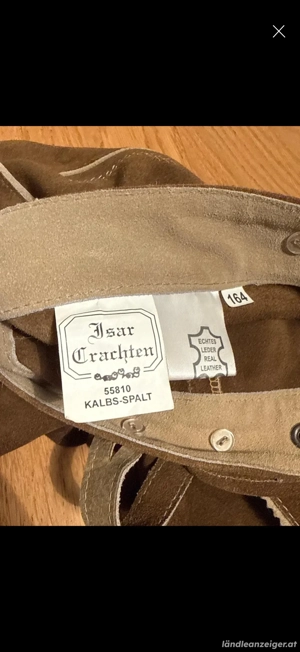 Isar
Trachten
55810
KALBS-SPALT
164
ECHTES
LEDER
REAL
LEATHER
ländleanzeiger.at